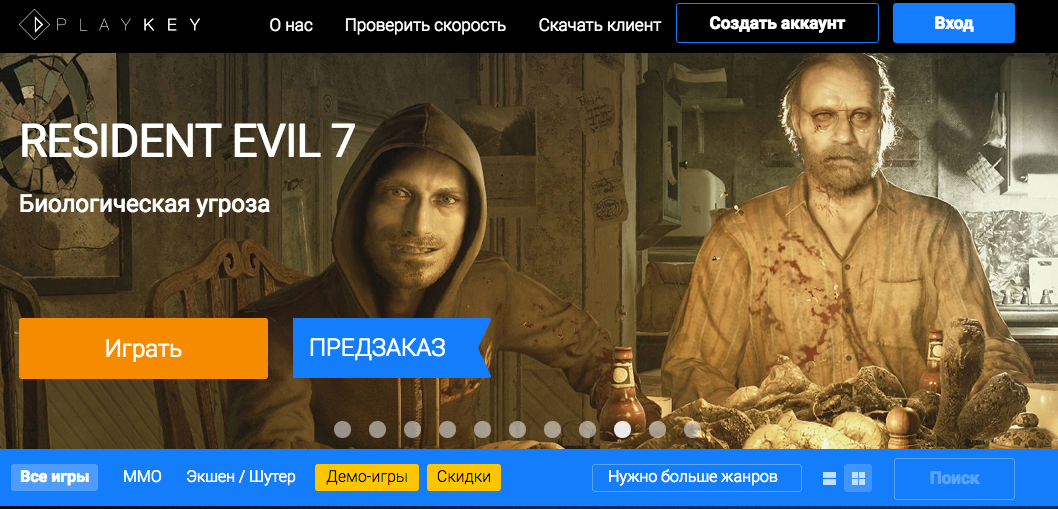 PLAYKEY
О нас
Проверить скорость
Скачать клиент
Создать аккаунт
Вход
RESIDENT EVIL 7
Биологическая угроза
Играть
ПРЕДЗАКАЗ
Все игры
ММО
Экшен / Шутер
Демо-игры
Скидки
Нужно больше жанров
Поиск